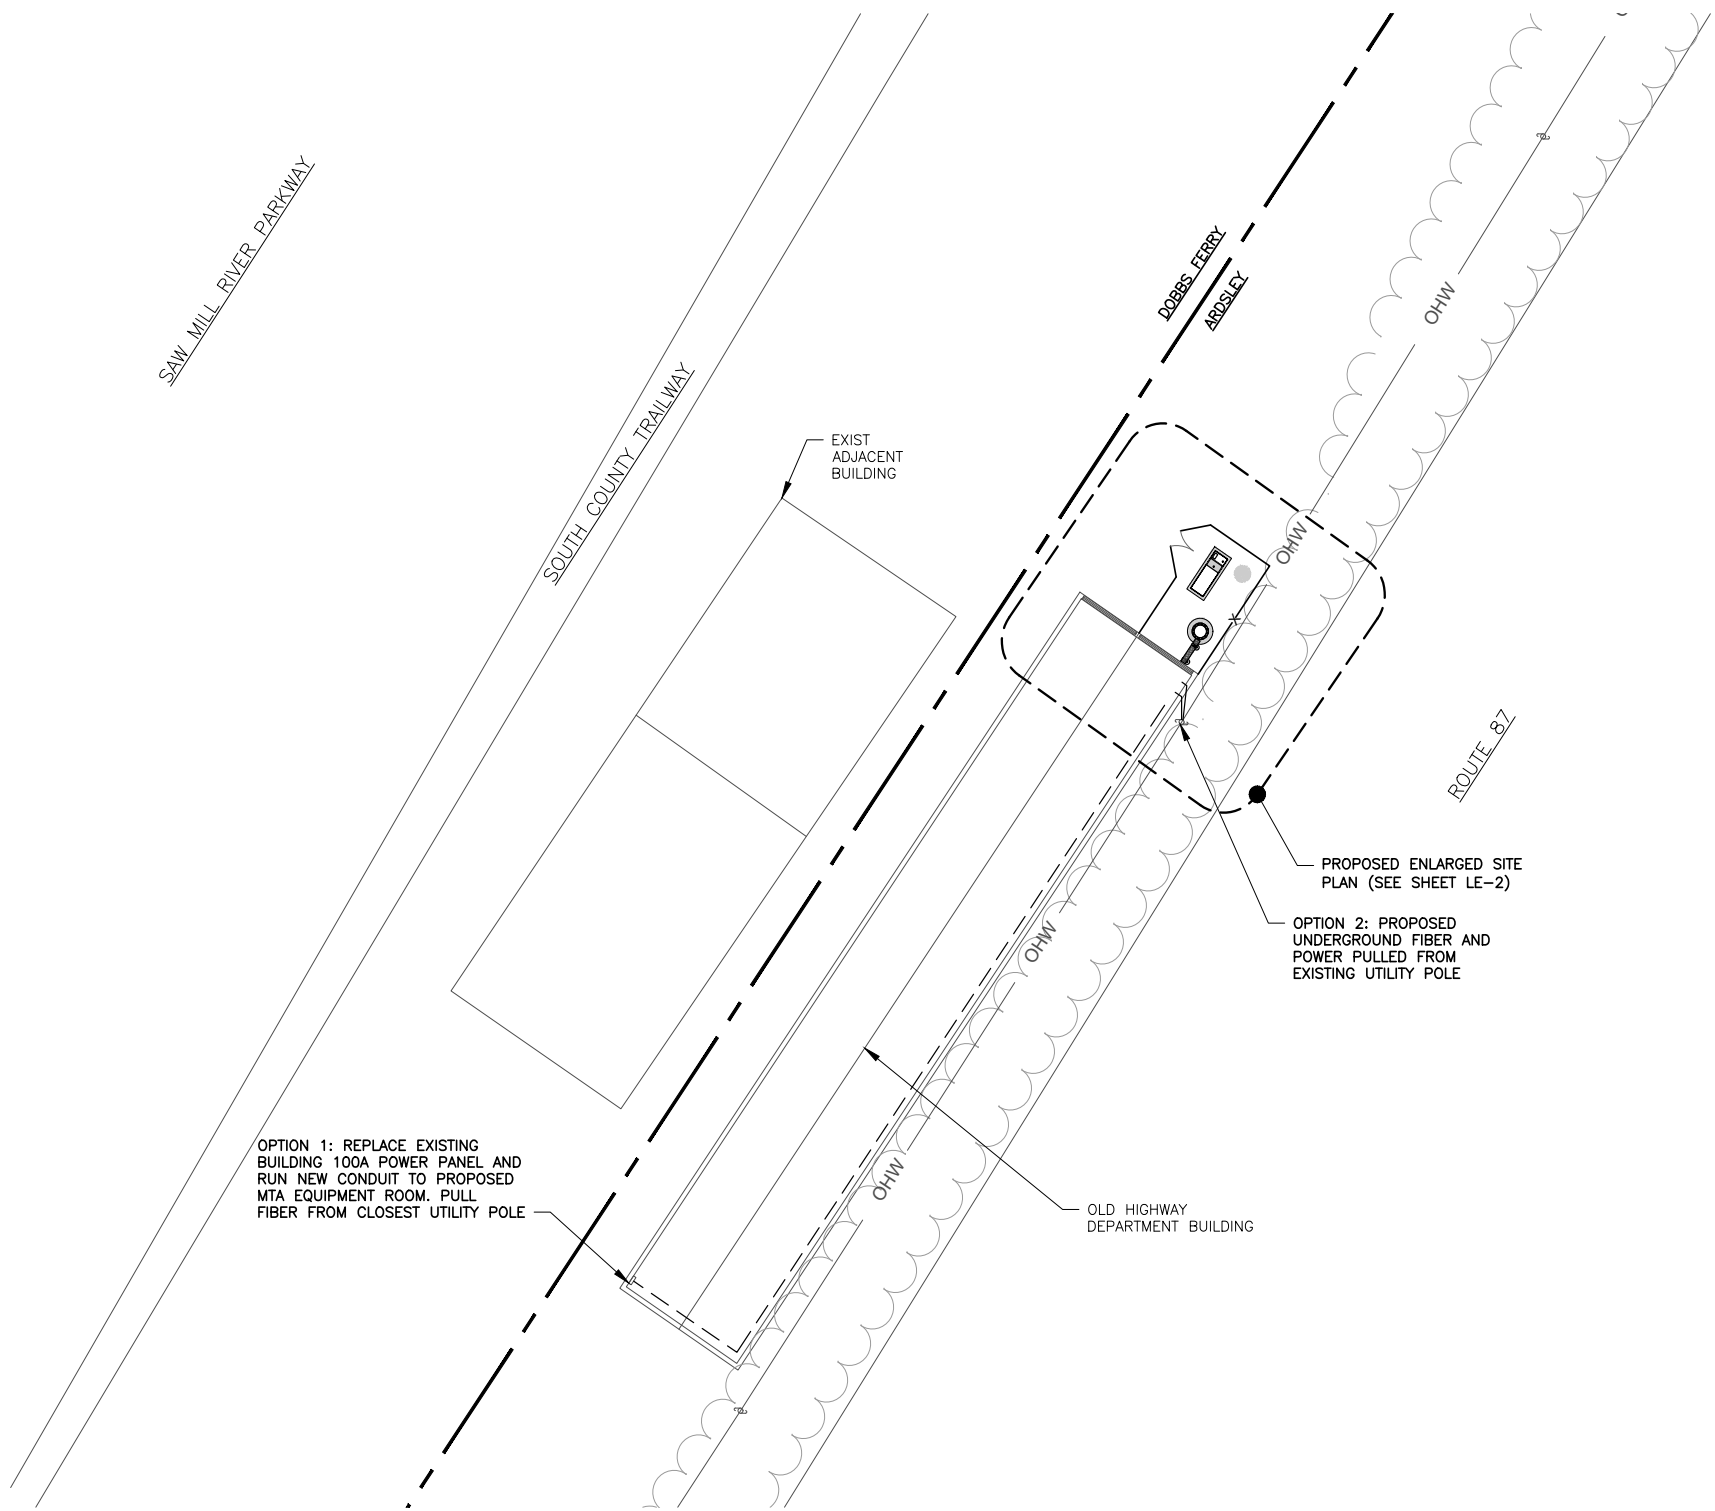 SAW MILL RIVER PARKWAY
SOUTH COUNTY TRAILWAY
DOBBS FERRY
ARDSLEY
OHW
EXIST
ADJACENT
BUILDING
OHW
ROUTE 87
PROPOSED ENLARGED SITE
PLAN (SEE SHEET LE-2)
OPTION 2: PROPOSED
UNDERGROUND FIBER AND
POWER PULLED FROM
EXISTING UTILITY POLE
OHW
OHW
OPTION 1: REPLACE EXISTING
BUILDING 100A POWER PANEL AND
RUN NEW CONDUIT TO PROPOSED
MTA EQUIPMENT ROOM. PULL
FIBER FROM CLOSEST UTILITY POLE
OLD HIGHWAY
DEPARTMENT BUILDING